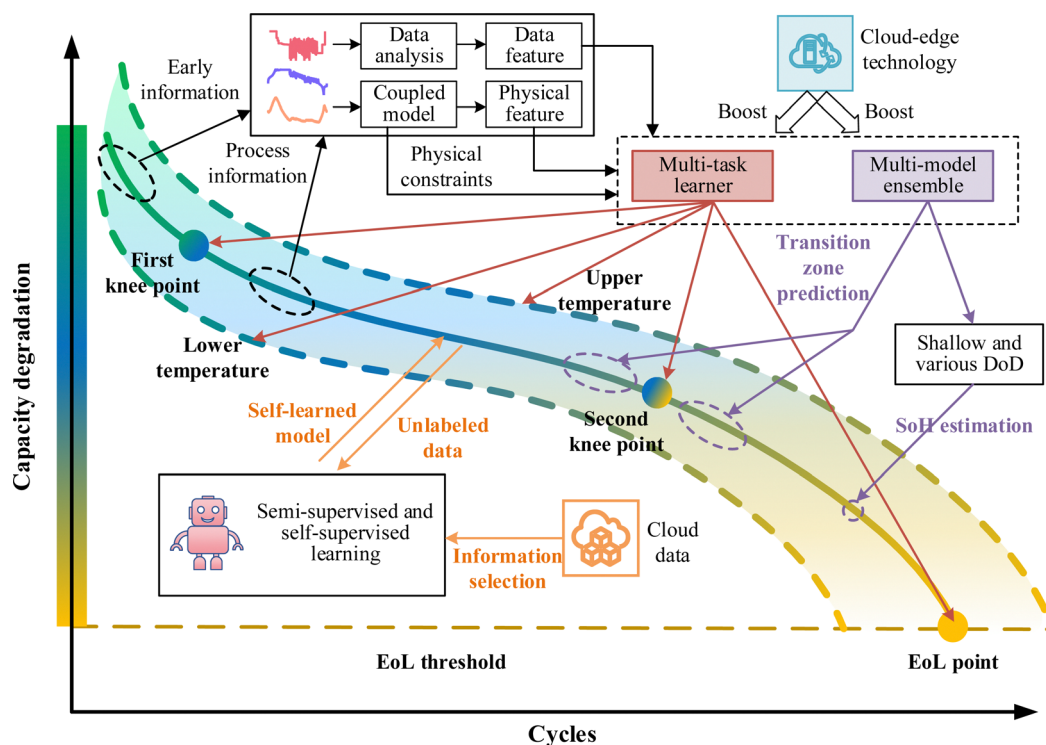 Early
information
Data
analysis
Data
feature
Coupled
model
Physical
feature
Cloud-edge
technology
Boost
Boost
Process
information
Physical
constraints
Multi-task
learner
Multi-model
ensemble
First
knee point
Transition
zone
prediction
Upper
temperature
Lower
temperature
Shallow and
various DoD
Self-learned
model
Unlabeled
data
Second
knee point
SoH estimation
Semi-supervised and
self-supervised
learning
Information
selection
Cloud
data
EoL threshold
EoL point
Capacity degradation
Cycles